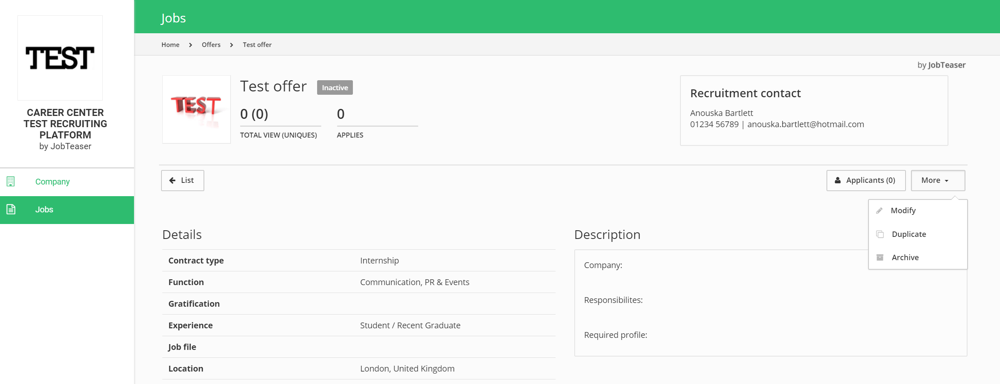 TEST
CAREER CENTER
TEST RECRUITING
PLATFORM
by JobTeaser
Company
Jobs
Jobs
Home
Offers
Test offer
by JobTeaser
TEST
Test offer
Inactive
0 (0)
0
TOTAL VIEW (UNIQUES)
APPLIES
Recruitment contact
Anouska Bartlett
01234 56789 | anouska.bartlett@hotmail.com
List
Applicants (0)
More
Modify
Duplicate
Archive
Details
Contract type
Internship
Function
Communication, PR & Events
Gratification
Experience
Student / Recent Graduate
Job file
Location
London, United Kingdom
Description
Company:
Responsibilites:
Required profile: